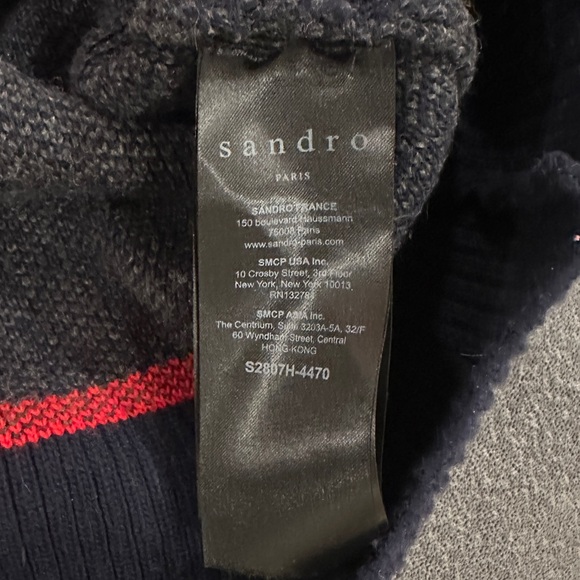 sandro
PARIS
SANDRO FRANCE
150 boulevard Haussmann
75008 Paris
www.sandro-paris.com
SMCP USA Inc.
10 Crosby Street, 3rd Floor
New York, New York 10013
RN132784
SMCP ASIA Inc.
The Centrium, Suite 3203A-5A, 32/F
60 Wyndham Street, Central
HONG-KONG
S2807H-4470